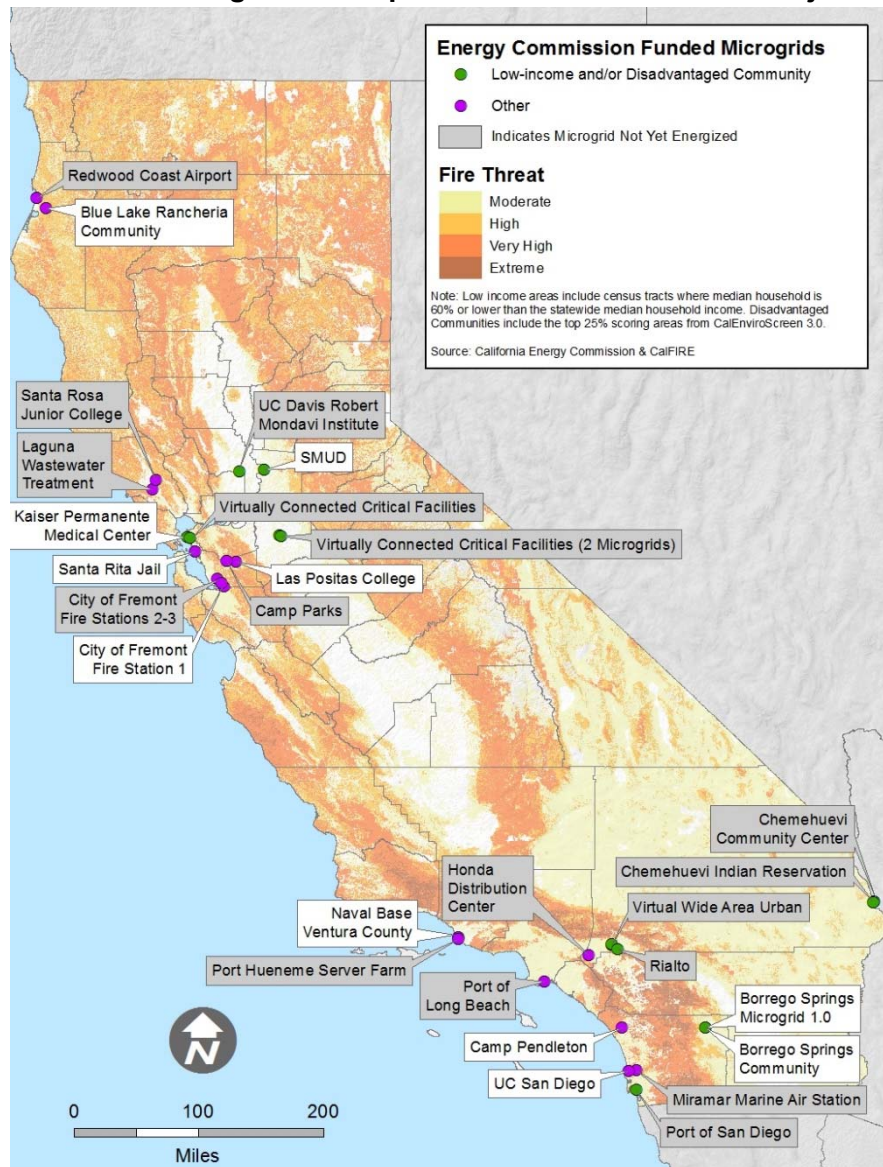 Energy Commission Funded Microgrids
Low-income and/or Disadvantaged Community
Other
Indicates Microgrid Not Yet Energized
Fire Threat
Moderate
High
Very High
Extreme
Note: Low income areas include census tracts where median household is
60% or lower than the statewide median household income. Disadvantaged
Communities include the top 25% scoring areas from CalEnviroScreen 3.0.
Source: California Energy Commission & CalFIRE
Redwood Coast Airport
Blue Lake Rancheria
Community
Santa Rosa
Junior College
UC Davis Robert
Mondavi Institute
Laguna
Wastewater
Treatment
SMUD
Kaiser Permanente
Medical Center
Virtually Connected Critical Facilities
Virtually Connected Critical Facilities (2 Microgrids)
Santa Rita Jail
Las Positas College
City of Fremont
Fire Stations 2-3
Camp Parks
City of Fremont
Fire Station 1
Chemehuevi
Community Center
Chemehuevi Indian Reservation
Honda
Distribution
Center
Virtual Wide Area Urban
Naval Base
Ventura County
Port Hueneme Server Farm
Rialto
Port of
Long Beach
Borrego Springs
Microgrid 1.0
Camp Pendleton
Borrego Springs
Community
UC San Diego
Miramar Marine Air Station
Port of San Diego
N
0 100 200
Miles